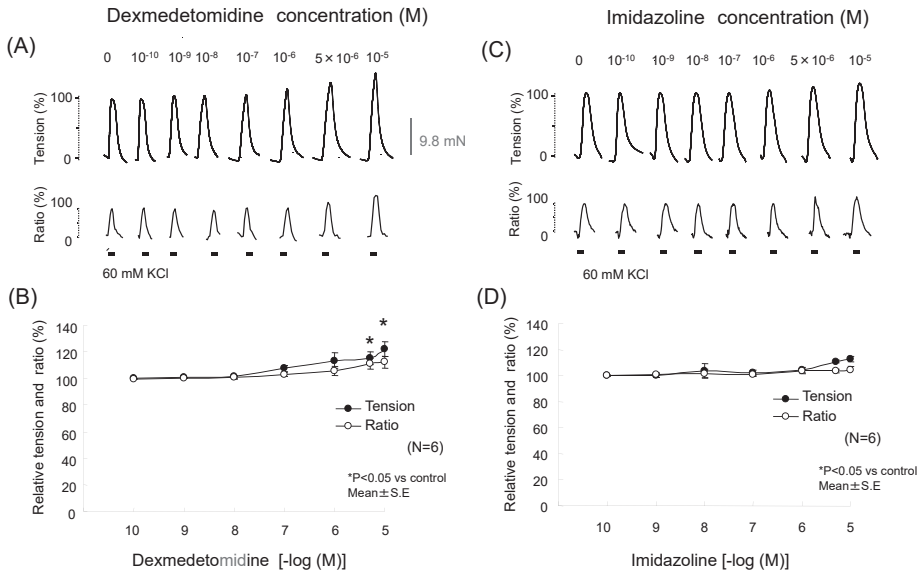 Dexmedetomidine concentration (M)
(A)
0 10⁻¹⁰ 10⁻⁹ 10⁻⁸ 10⁻⁷ 10⁻⁶ 5×10⁻⁶ 10⁻⁵
Tension (%)
100
0
9.8 mN
Ratio (%)
100
0
60 mM KCl
Imidazoline concentration (M)
(C)
0 10⁻¹⁰ 10⁻⁹ 10⁻⁸ 10⁻⁷ 10⁻⁶ 5×10⁻⁶ 10⁻⁵
Tension (%)
100
0
Ratio (%)
100
0
60 mM KCl
(B)
Relative tension and ratio (%)
140
120
100
80
60
40
20
0
*
*
Tension
Ratio
(N=6)
*P<0.05 vs control
Mean±S.E
10 9 8 7 6 5
Dexmedetomidine [-log (M)]
(D)
Relative tension and ratio (%)
140
120
100
80
60
40
20
0
Tension
Ratio
(N=6)
*P<0.05 vs control
Mean±S.E
10 9 8 7 6 5
Imidazoline [-log (M)]